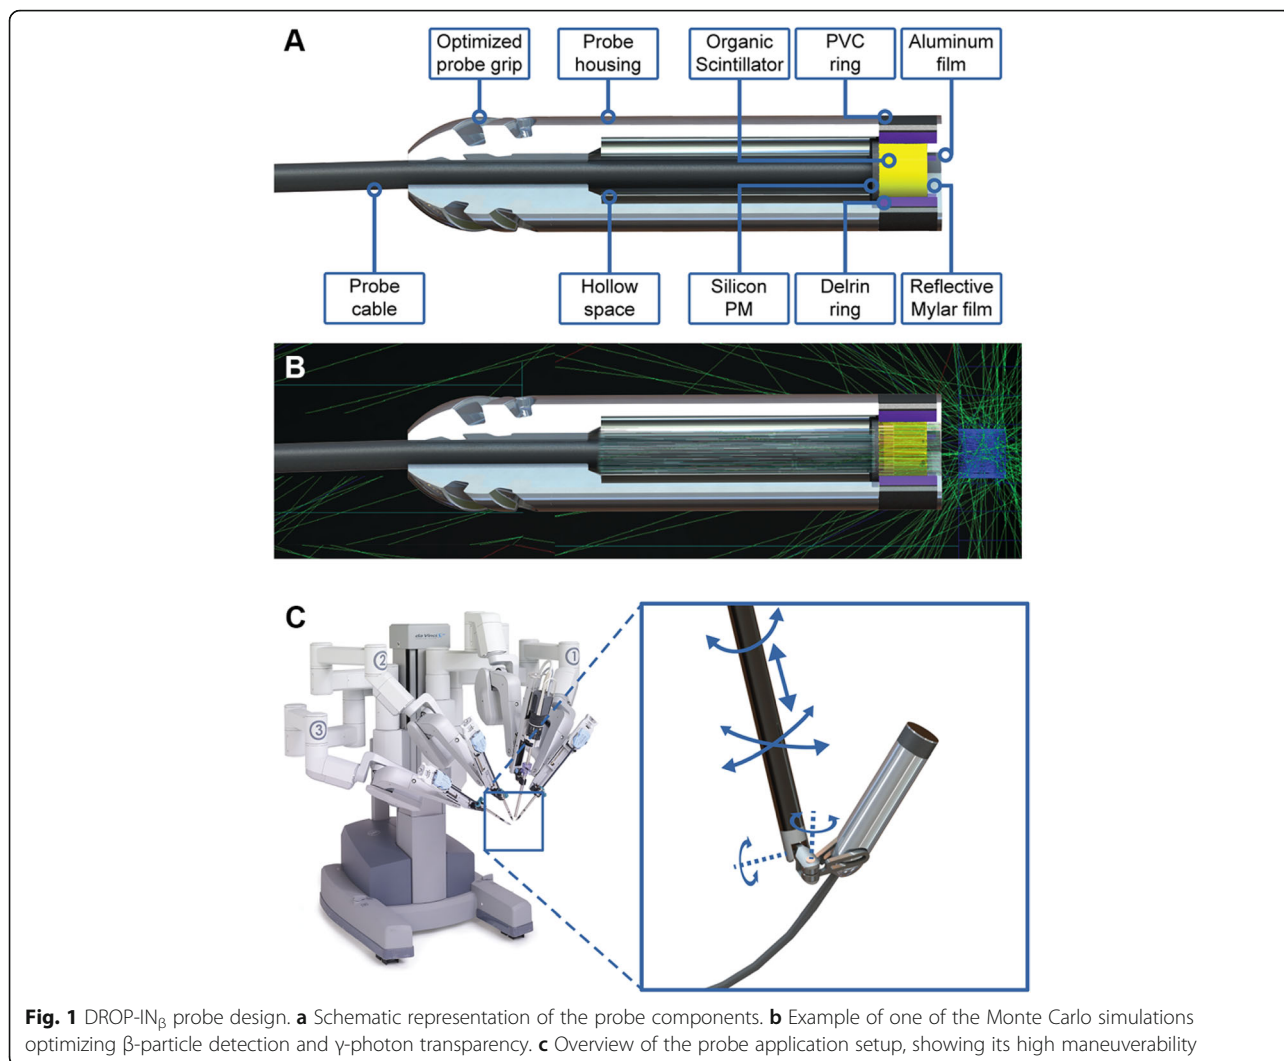 A
Optimized
probe grip
Probe
housing
Organic
Scintillator
PVC
ring
Aluminum
film
Probe
cable
Hollow
space
Silicon
PM
Delrin
ring
Reflective
Mylar film
B
C
2
1
3
Fig. 1 DROP-INβ probe design. a Schematic representation of the probe components. b Example of one of the Monte Carlo simulations
optimizing β-particle detection and γ-photon transparency. c Overview of the probe application setup, showing its high maneuverability